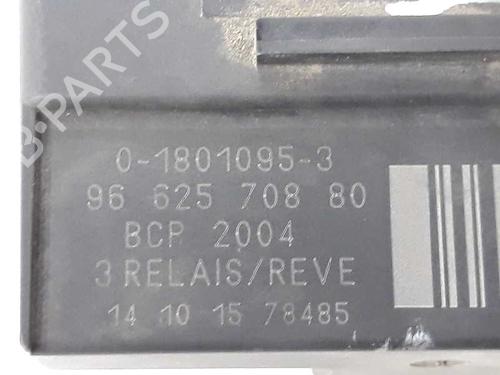 B-PARTS
0-1801095-3
96 625 708 80
BCP 2004
3 RELAIS/REVE
14 10 15 78485